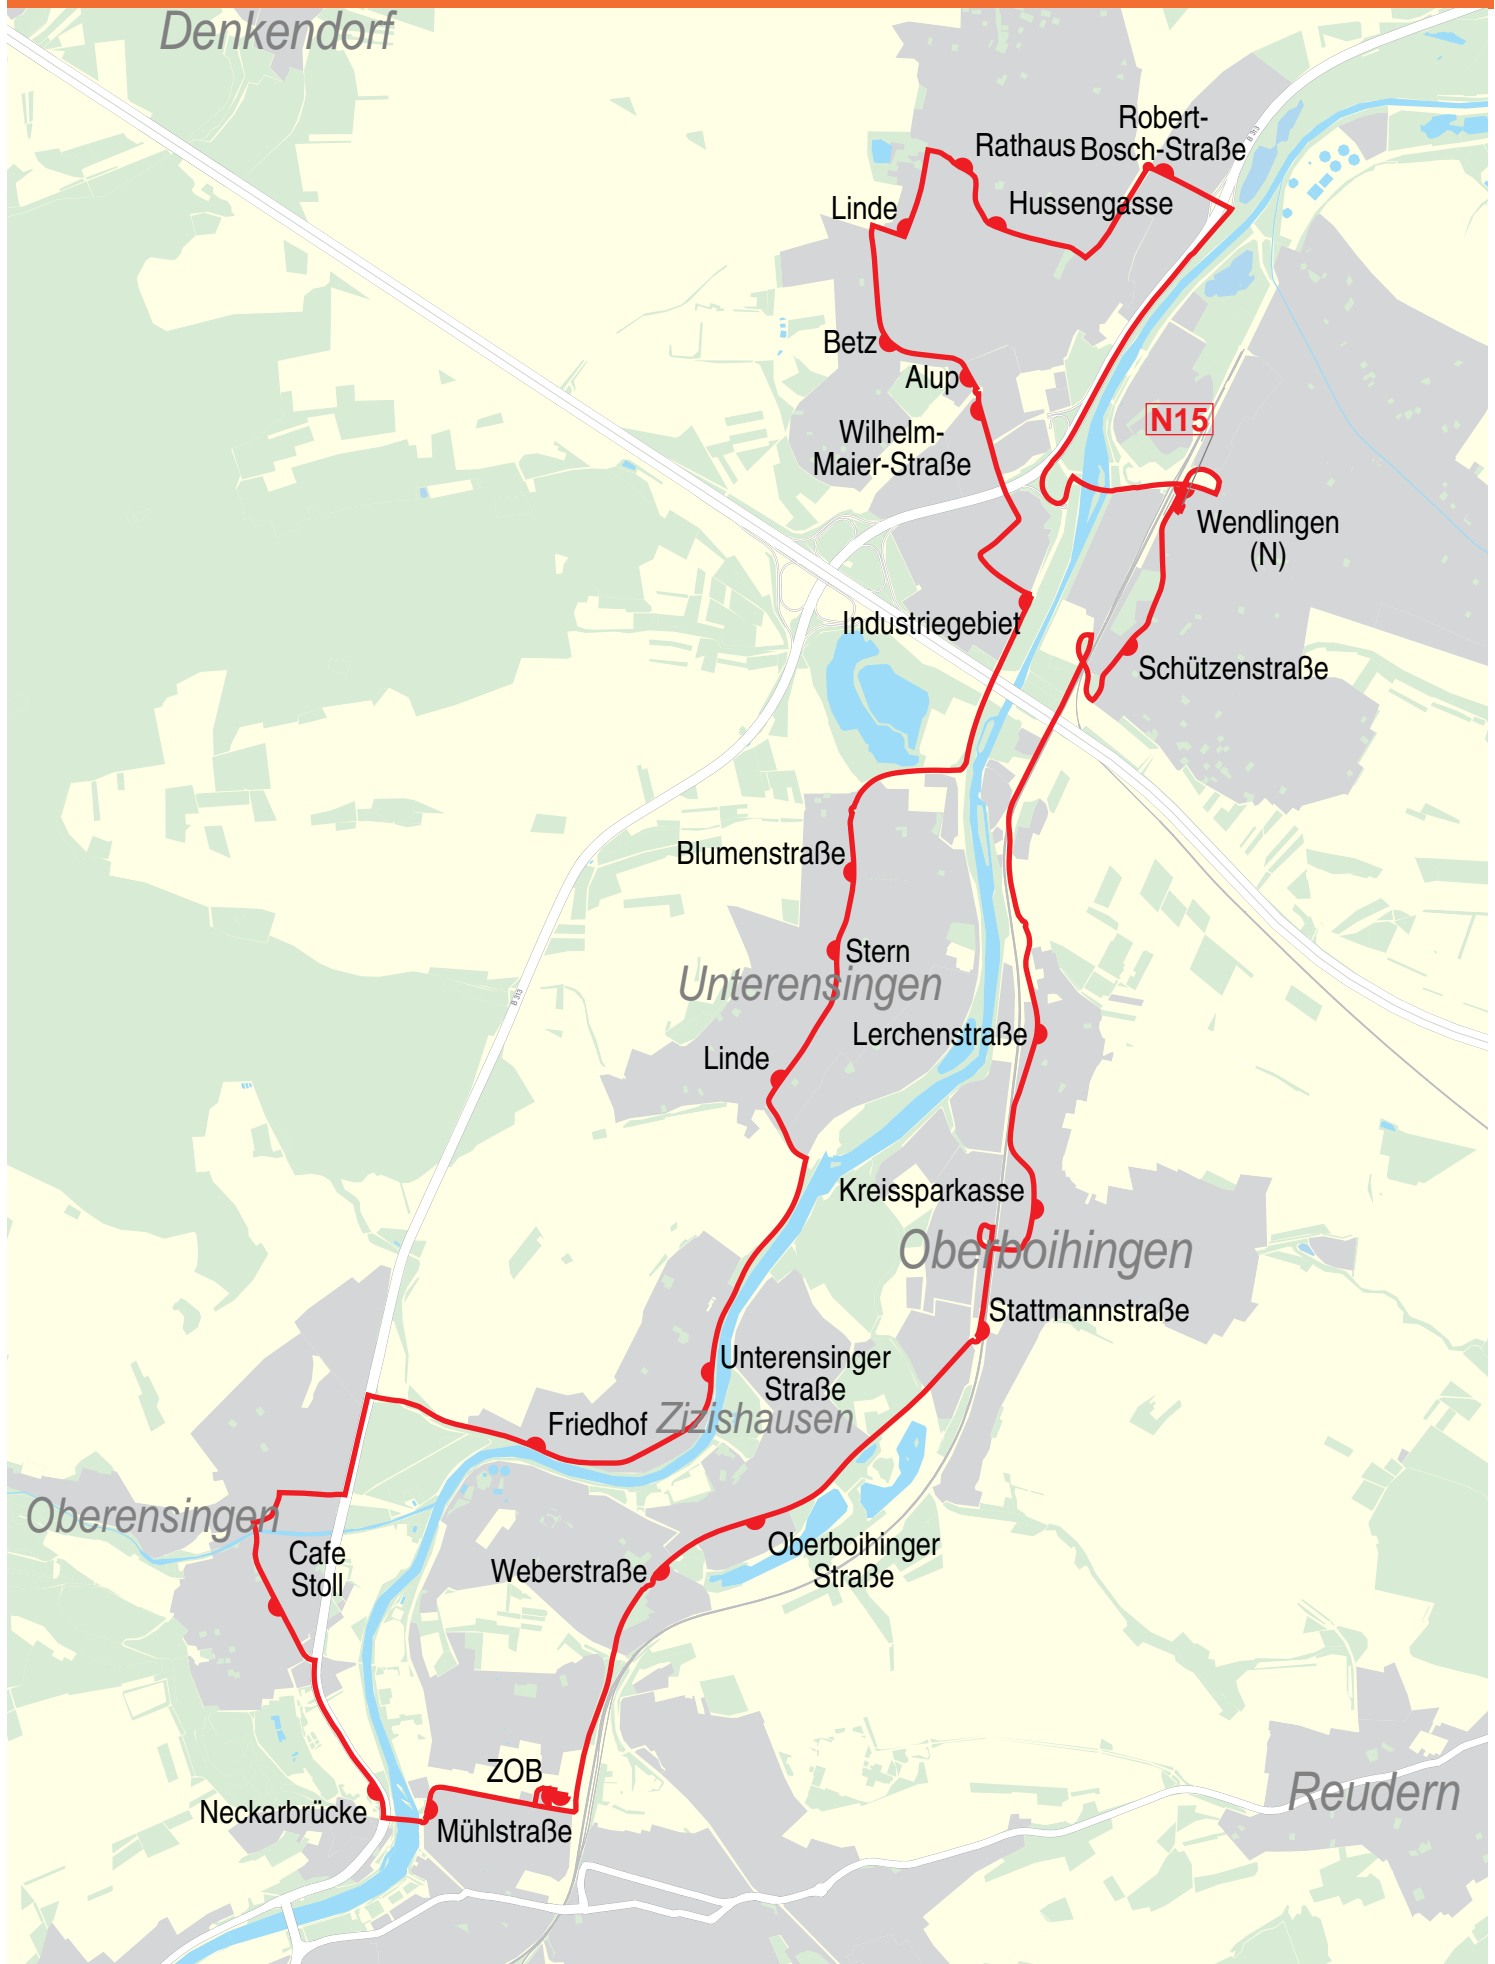 Denkendorf
Robert-
Bosch-Straße
Rathaus
B 313
Linde
Hussengasse
Betz
Alup
N15
Wilhelm-
Maier-Straße
Wendlingen
(N)
Industriegebiet
Schützenstraße
Blumenstraße
Stern
Unterensingen
B 313
Lerchenstraße
Linde
Kreissparkasse
Oberboihingen
Stattmannstraße
Unterensinger
Straße
Friedhof
Zizishausen
Oberensingen
Cafe
Stoll
Oberboihinger
Straße
Weberstraße
ZOB
Reudern
Neckarbrücke
Mühlstraße